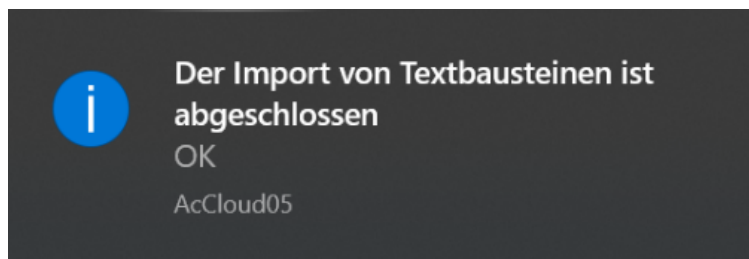 Der Import von Textbausteinen ist
abgeschlossen
OK
AcCloud05